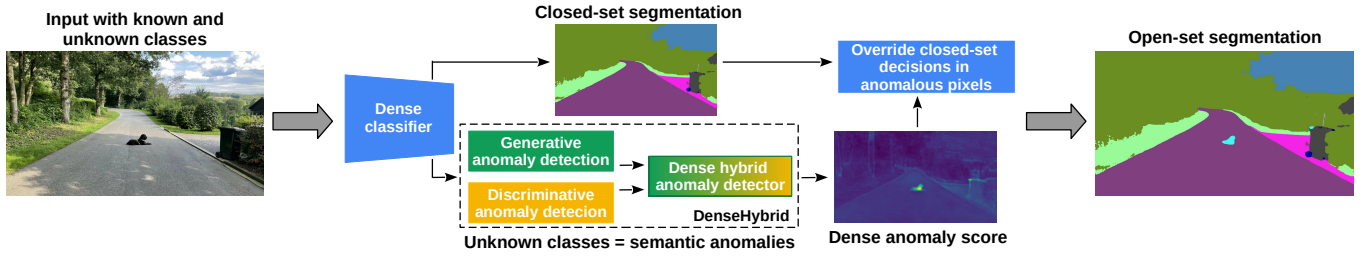 Input with known and
unknown classes
Closed-set segmentation
Dense
classifier
Generative
anomaly detection
Discriminative
anomaly detecion
Dense hybrid
anomaly detector
DenseHybrid
Unknown classes = semantic anomalies
Override closed-set
decisions in
anomalous pixels
Dense anomaly score
Open-set segmentation